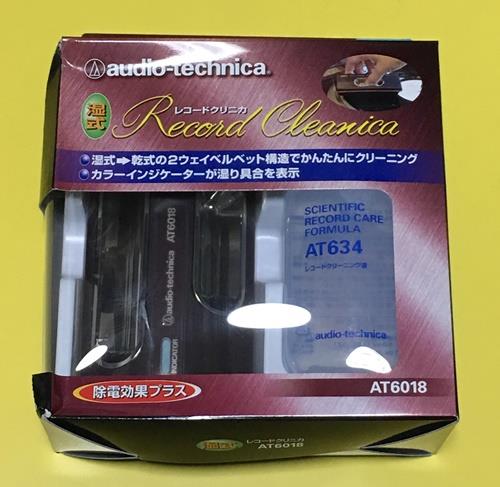 audio-technica
湿式
レコードクリニカ
Record Cleanica
湿式➡乾式の2ウェイベルベット構造でかんたんにクリーニング
カラーインジケーターが湿り具合を表示
audio-technica AT6018
INDICATOR
SCIENTIFIC
RECORD CARE
FORMULA
AT634
レコードクリーニング液
audio-technica
除電効果プラス
AT6018
湿式
レコードクリニカ
AT6018